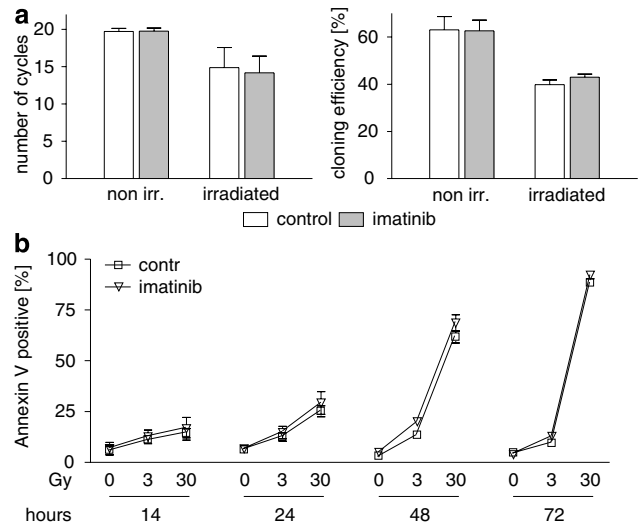 a
number of cycles
20
15
10
5
0
non irr.
irradiated
cloning efficiency [%]
60
40
20
0
non irr.
irradiated
control
imatinib
b
Annexin V positive [%]
100
75
50
25
0
contr
imatinib
Gy
0 3 30 0 3 30 0 3 30 0 3 30
hours
14 24 48 72